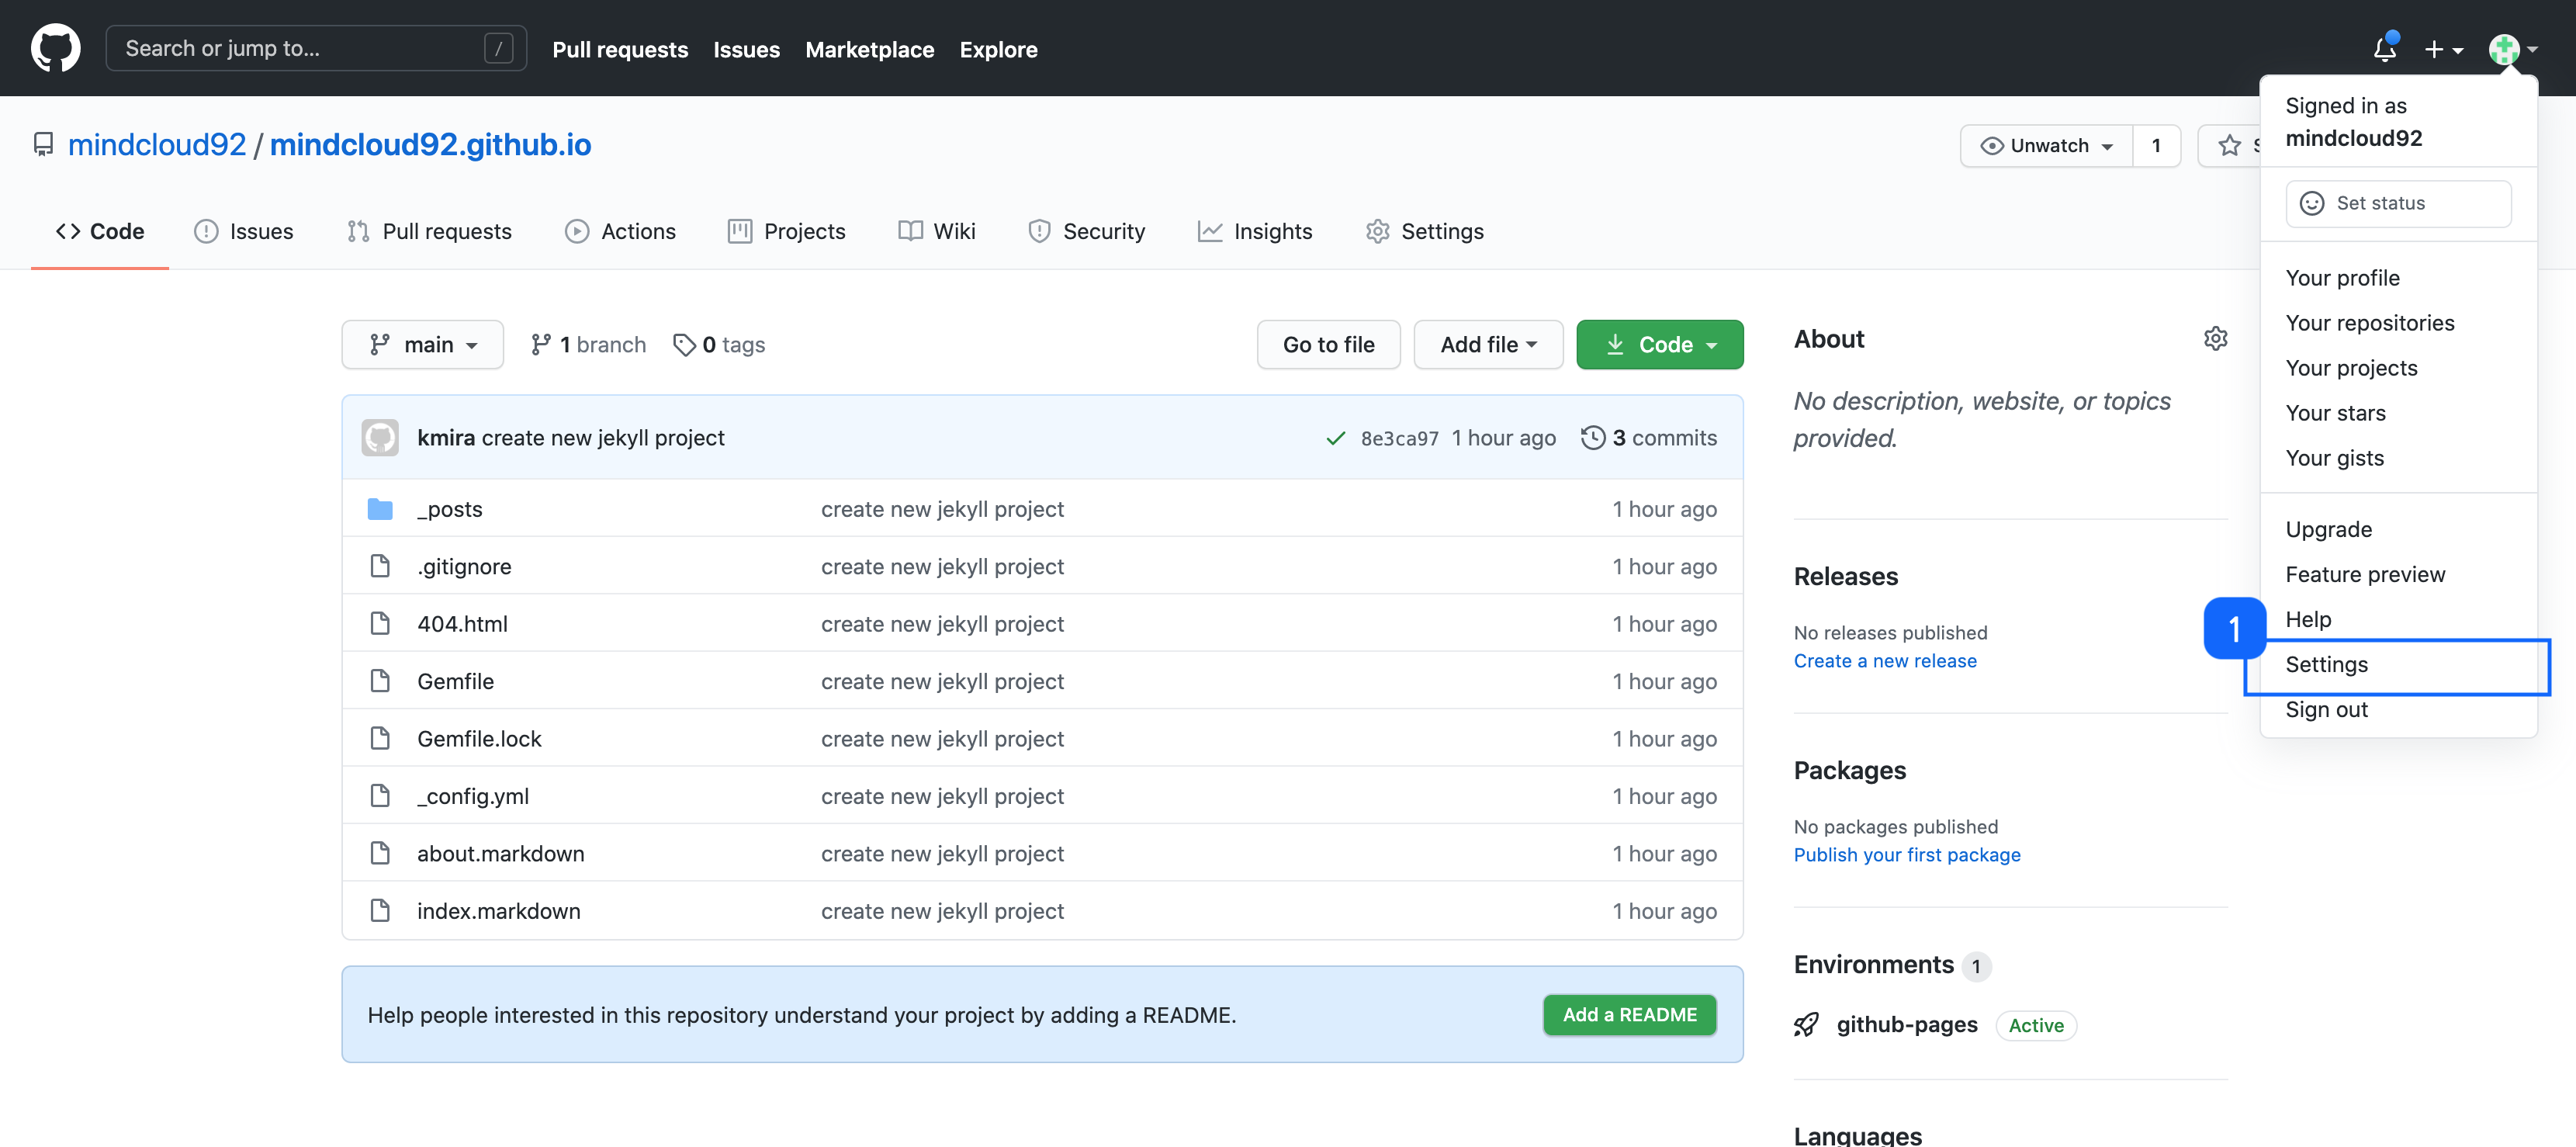 Search or jump to... /
Pull requests Issues Marketplace Explore
Signed in as
mindcloud92
Set status
Your profile
Your repositories
Your projects
Your stars
Your gists
Upgrade
Feature preview
Help
1
Settings
Sign out
mindcloud92 / mindcloud92.github.io
Unwatch 1
Code Issues Pull requests Actions Projects Wiki Security Insights Settings
main 1 branch 0 tags
Go to file Add file Code
kmira create new jekyll project 8e3ca97 1 hour ago 3 commits
_posts create new jekyll project 1 hour ago
.gitignore create new jekyll project 1 hour ago
404.html create new jekyll project 1 hour ago
Gemfile create new jekyll project 1 hour ago
Gemfile.lock create new jekyll project 1 hour ago
_config.yml create new jekyll project 1 hour ago
about.markdown create new jekyll project 1 hour ago
index.markdown create new jekyll project 1 hour ago
Help people interested in this repository understand your project by adding a README. Add a README
About
No description, website, or topics
provided.
Releases
No releases published
Create a new release
Packages
No packages published
Publish your first package
Environments 1
github-pages Active
Languages